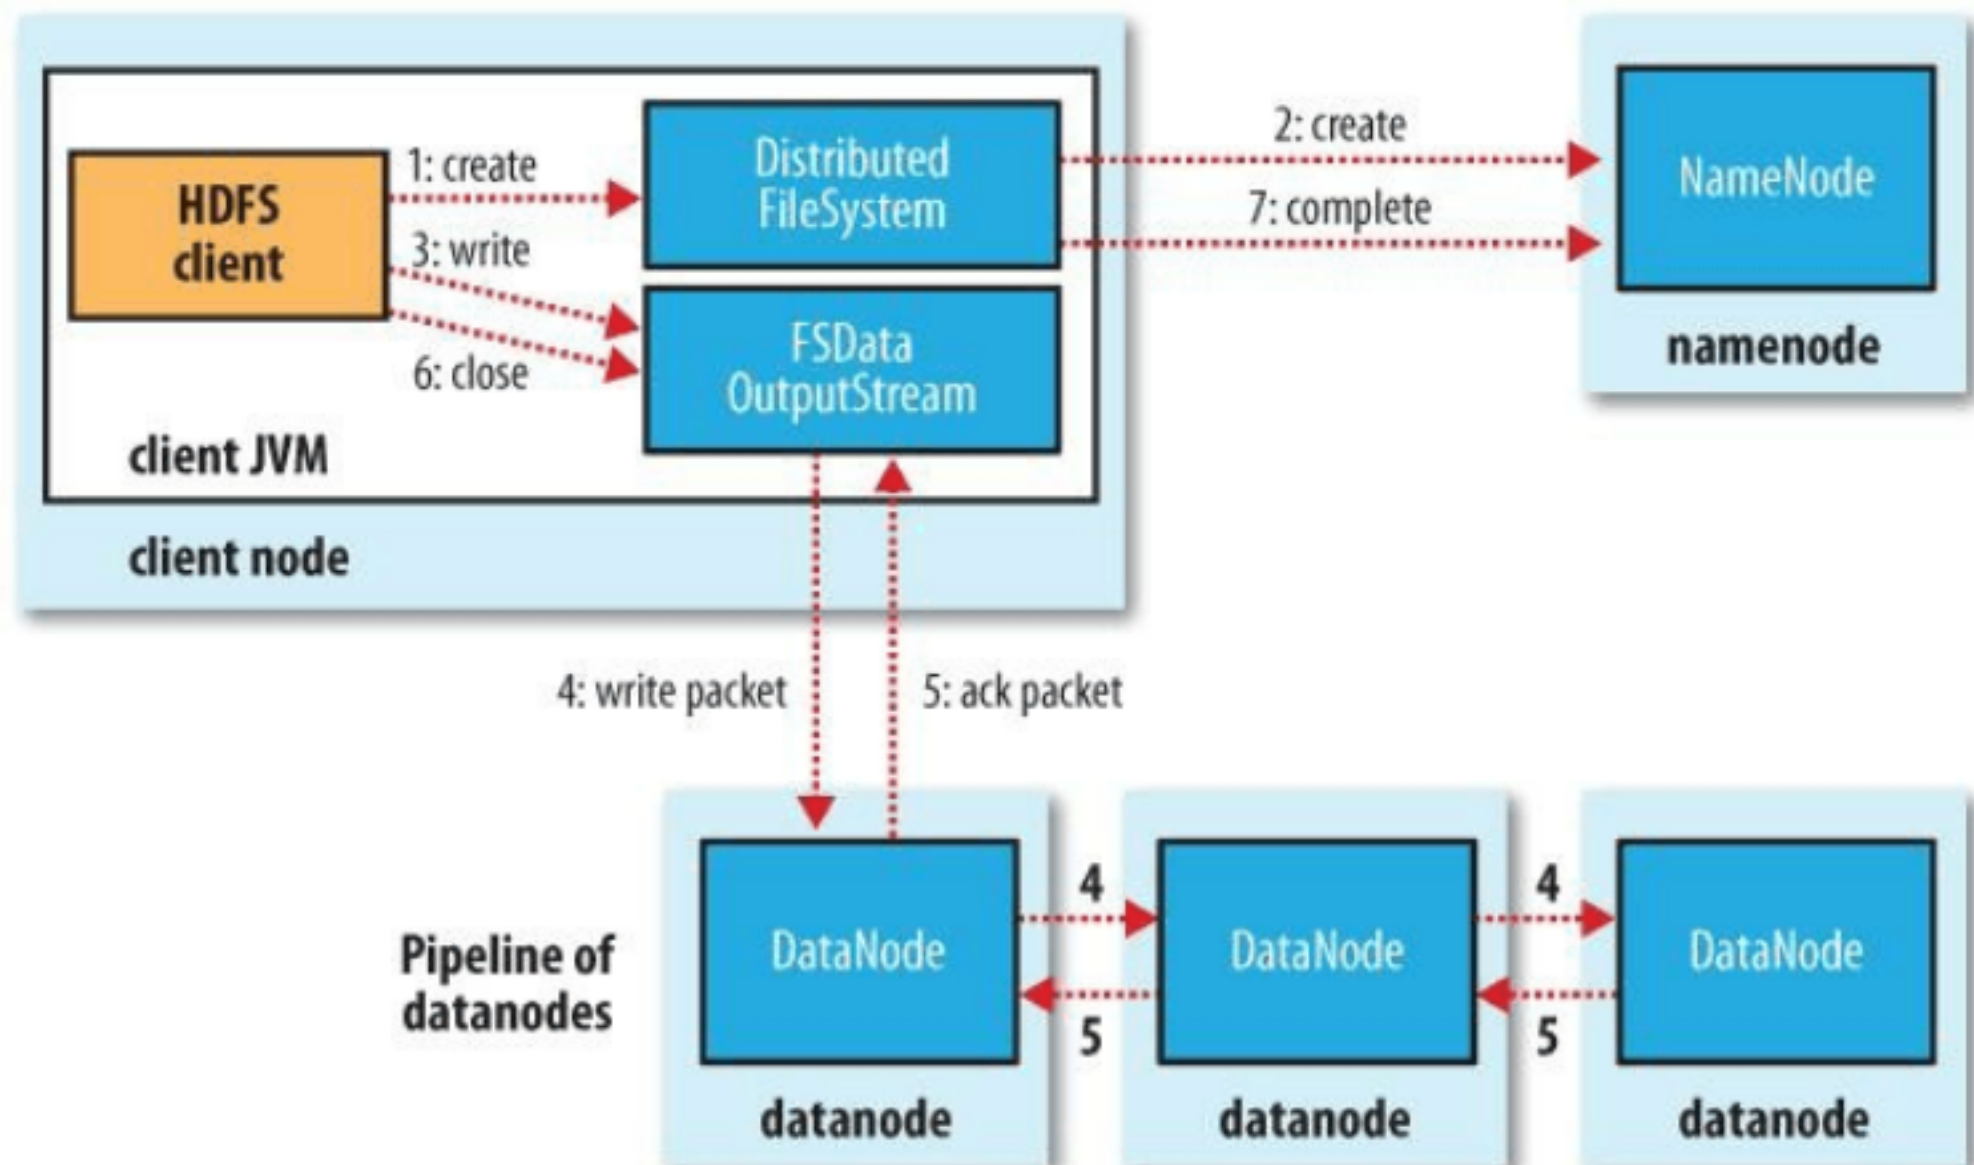 HDFS
client
1: create
3: write
6: close
Distributed
FileSystem
FSData
OutputStream
client JVM
client node
2: create
7: complete
NameNode
namenode
4: write packet
5: ack packet
Pipeline of
datanodes
DataNode
datanode
4
5
DataNode
datanode
4
5
DataNode
datanode